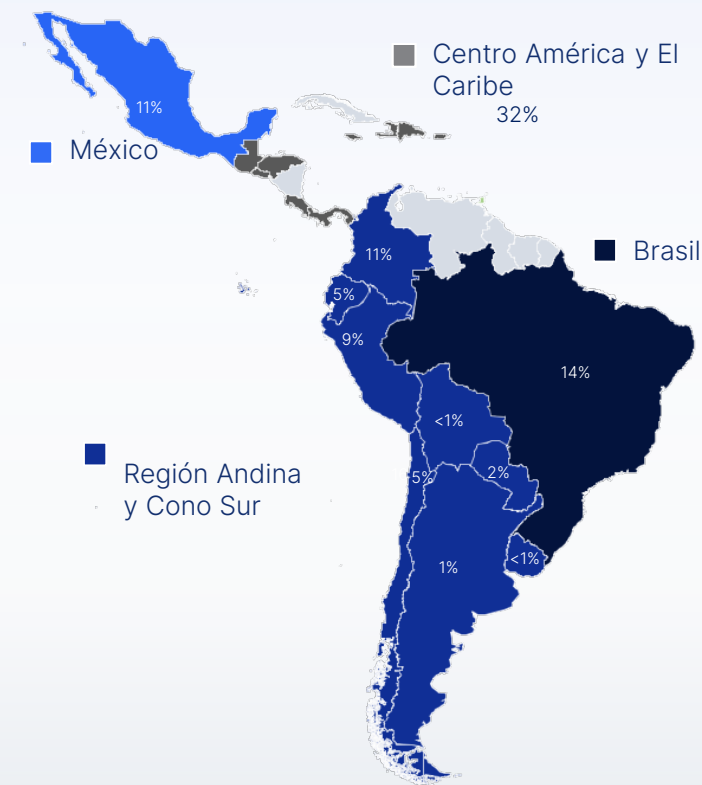 Centro América y El
Caribe
32%
11%
México
11%
Brasil
5%
9%
14%
<1%
Región Andina
y Cono Sur
5%
2%
1%
<1%